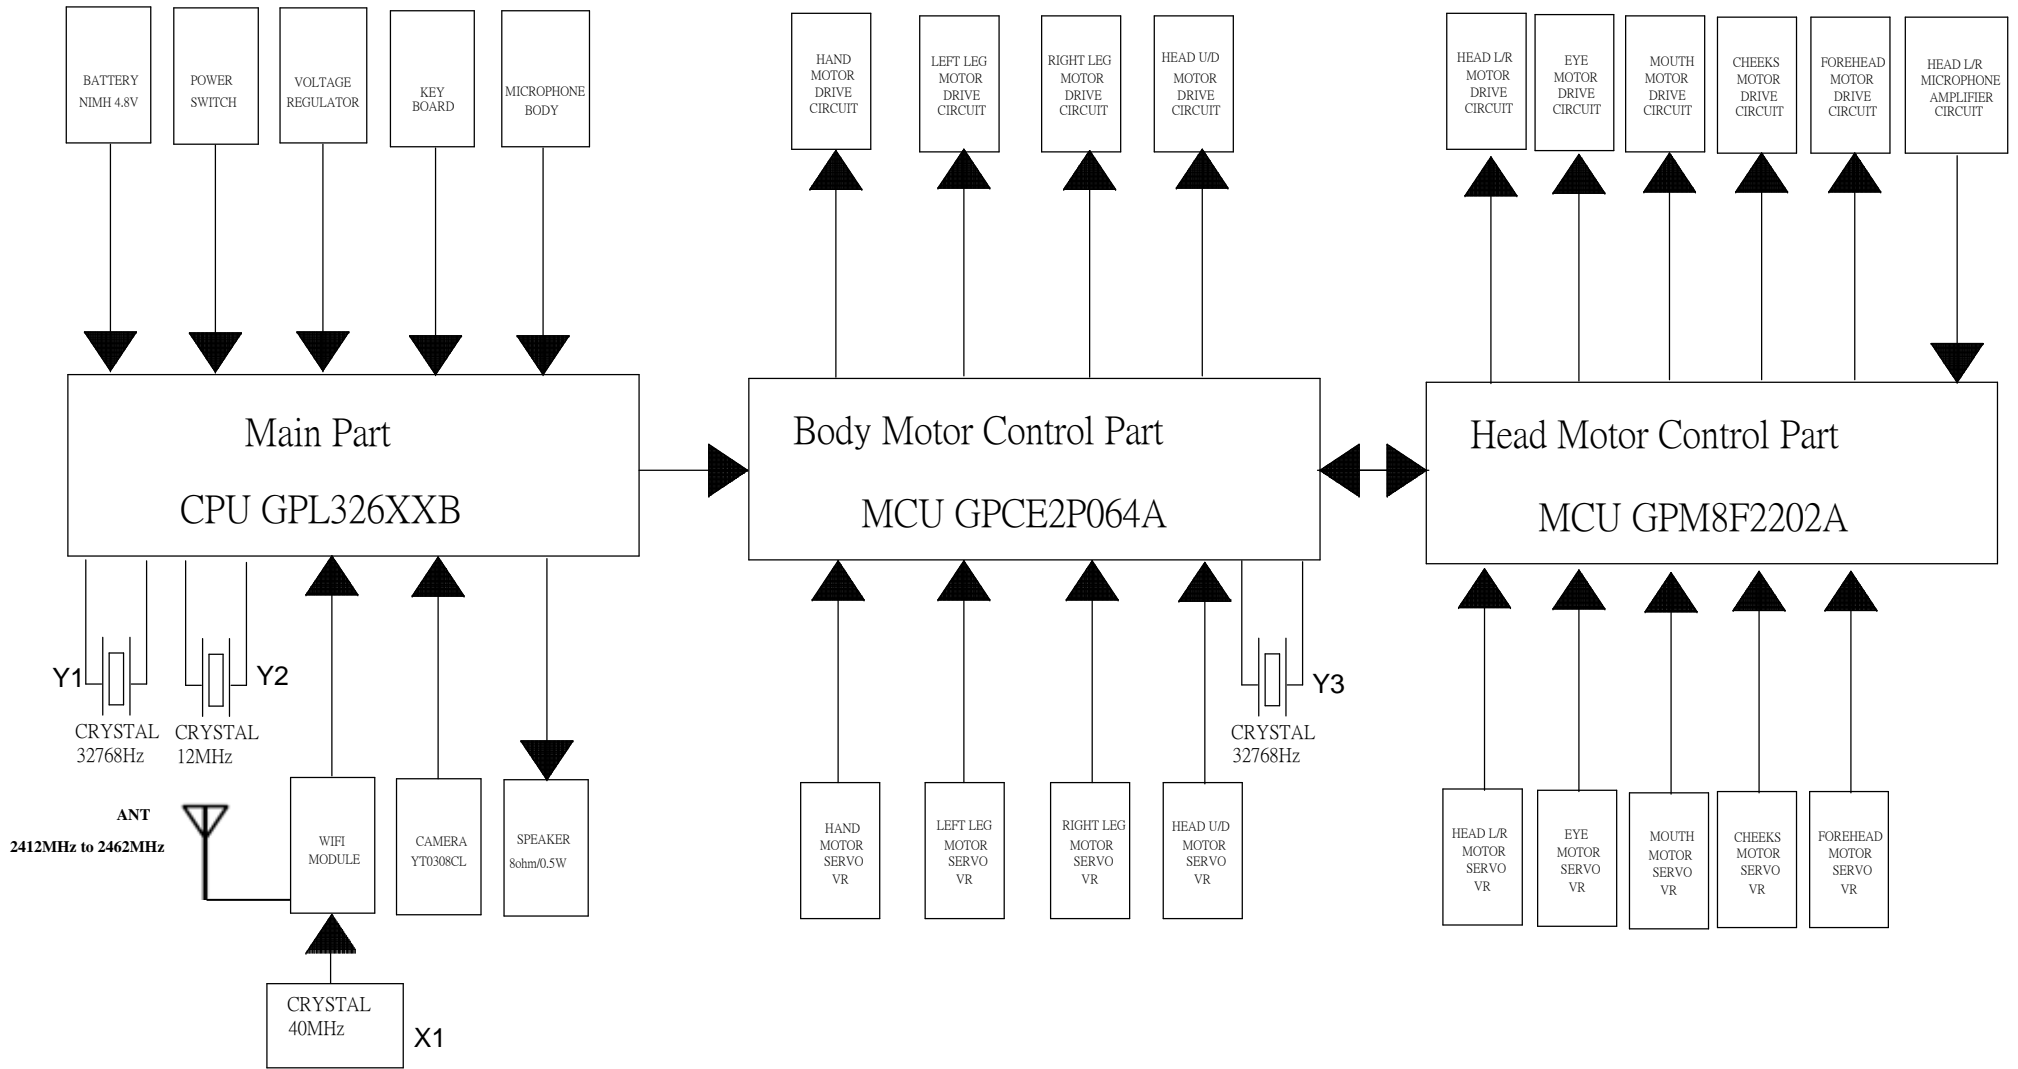 BATTERY
NIMH 4.8V
POWER
SWITCH
VOLTAGE
REGULATOR
KEY
BOARD
MICROPHONE
BODY
HAND
MOTOR
DRIVE
CIRCUIT
LEFT LEG
MOTOR
DRIVE
CIRCUIT
RIGHT LEG
MOTOR
DRIVE
CIRCUIT
HEAD U/D
MOTOR
DRIVE
CIRCUIT
HEAD L/R
MOTOR
DRIVE
CIRCUIT
EYE
MOTOR
DRIVE
CIRCUIT
MOUTH
MOTOR
DRIVE
CIRCUIT
CHEEKS
MOTOR
DRIVE
CIRCUIT
FOREHEAD
MOTOR
DRIVE
CIRCUIT
HEAD L/R
MICROPHONE
AMPLIFIER
CIRCUIT
Main Part
CPU GPL326XXB
Body Motor Control Part
MCU GPCE2P064A
Head Motor Control Part
MCU GPM8F2202A
Y1
CRYSTAL
32768Hz
Y2
CRYSTAL
12MHz
Y3
CRYSTAL
32768Hz
ANT
2412MHz to 2462MHz
WIFI
MODULE
CAMERA
YT0308CL
SPEAKER
8ohm/0.5W
HAND
MOTOR
SERVO
VR
LEFT LEG
MOTOR
SERVO
VR
RIGHT LEG
MOTOR
SERVO
VR
HEAD U/D
MOTOR
SERVO
VR
HEAD L/R
MOTOR
SERVO
VR
EYE
MOTOR
SERVO
VR
MOUTH
MOTOR
SERVO
VR
CHEEKS
MOTOR
SERVO
VR
FOREHEAD
MOTOR
SERVO
VR
CRYSTAL
40MHz
X1